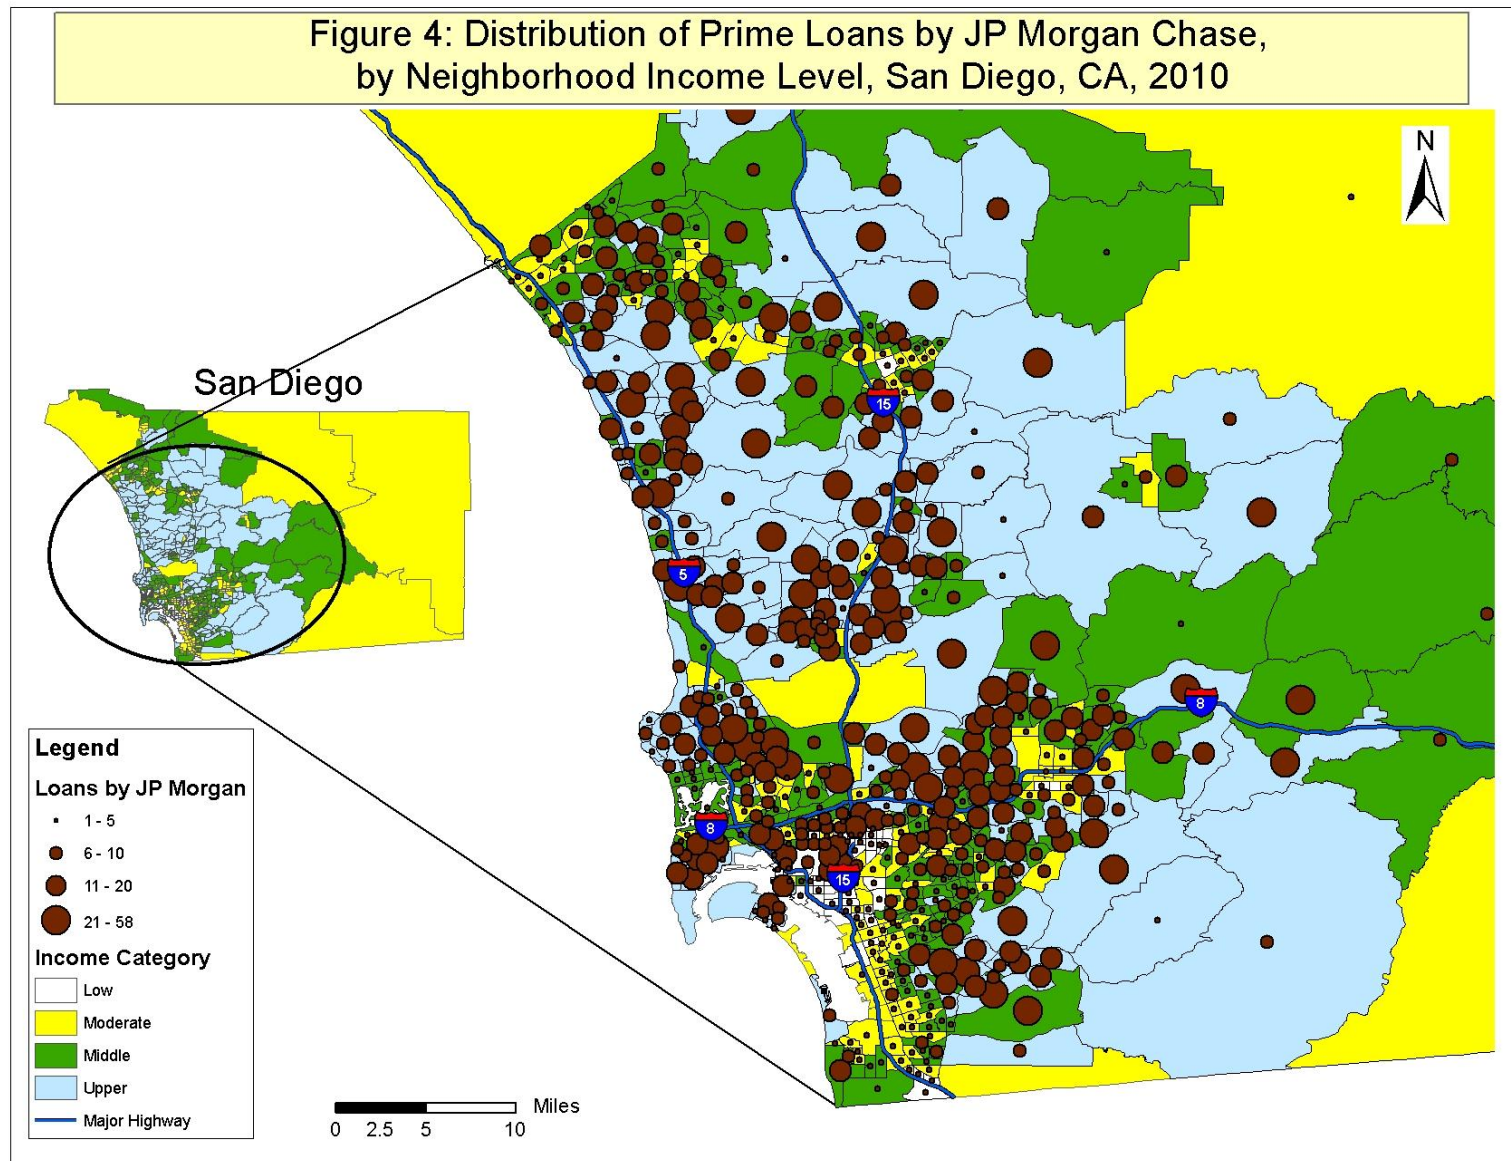 Figure 4: Distribution of Prime Loans by JP Morgan Chase,
by Neighborhood Income Level, San Diego, CA, 2010
N
San Diego
15
5
8
8
15
Legend
Loans by JP Morgan
1 - 5
6 - 10
11 - 20
21 - 58
Income Category
Low
Moderate
Middle
Upper
Major Highway
Miles
0 2.5 5 10